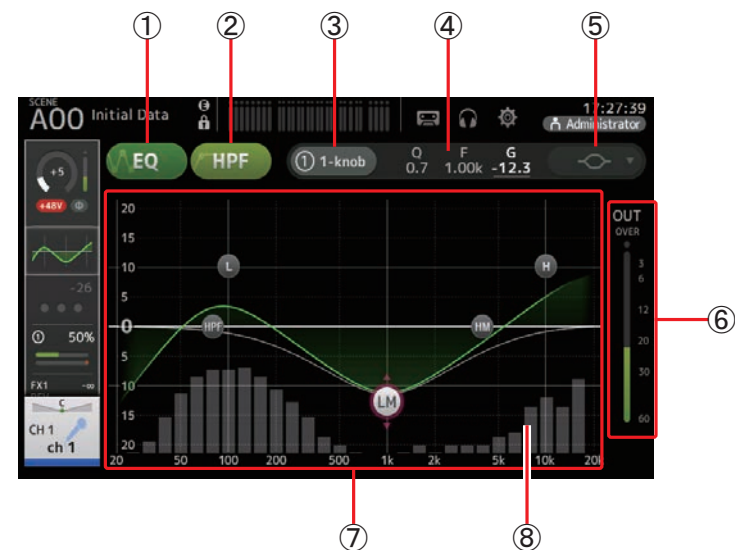 ① ② ③ ④ ⑤
SCENE
A00 Initial Data
E
17:27:39
Administrator
EQ
HPF
① 1-knob
Q F G
0.7 1.00k -12.3
+5
+48V Φ
-26
① 50%
FX1 -∞
C
CH 1
ch 1
20
15
10
5
0
5
10
15
20
L
H
HPF
HM
LM
20 50 100 200 500 1k 2k 5k 10k 20k
OUT
OVER
3
6
12
20
30
60
⑥
⑦ ⑧